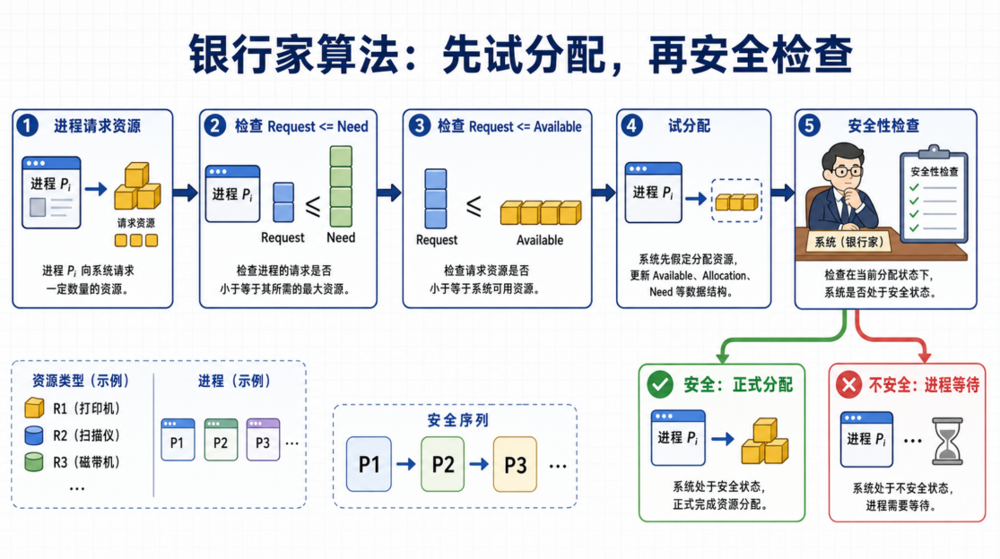 银行家算法：先试分配，再安全检查
1 进程请求资源
进程 Pi
请求资源
进程 Pi 向系统请求
一定数量的资源。
2 检查 Request <= Need
进程 Pi
≤
Request
Need
检查进程的请求是否
小于等于其所需的最大资源。
3 检查 Request <= Available
≤
Request
Available
检查请求资源是否
小于等于系统可用资源。
4 试分配
进程 Pi
系统先假定分配资源，
更新 Available、Allocation、
Need 等数据结构。
5 安全性检查
安全性检查
系统（银行家）
检查在当前分配状态下，
系统是否处于安全状态。
资源类型（示例）
R1（打印机）
R2（扫描仪）
R3（磁带机）
...
进程（示例）
P1 P2 P3 ...
安全序列
P1 P2 P3 ...
安全：正式分配
进程 Pi
系统处于安全状态，
正式完成资源分配。
不安全：进程等待
进程 Pi ...
系统处于不安全状态，
进程需要等待。